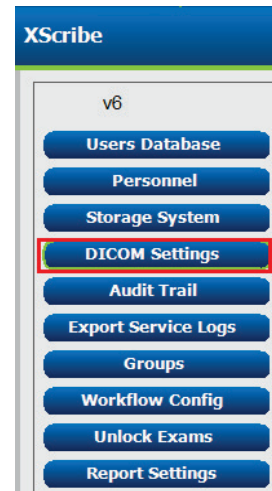 XScribe
v6
Users Database
Personnel
Storage System
DICOM Settings
Audit Trail
Export Service Logs
Groups
Workflow Config
Unlock Exams
Report Settings